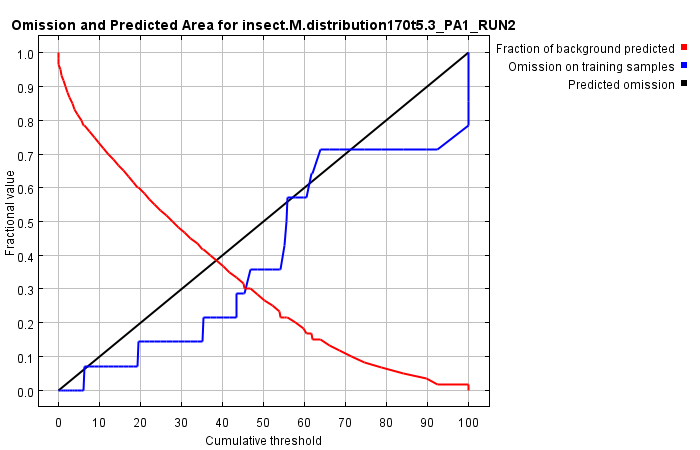 Omission and Predicted Area for insect.M.distribution170t5.3_PA1_RUN2
Fraction of background predicted
Omission on training samples
Predicted omission
Fractional value
1.0
0.9
0.8
0.7
0.6
0.5
0.4
0.3
0.2
0.1
0.0
0 10 20 30 40 50 60 70 80 90 100
Cumulative threshold